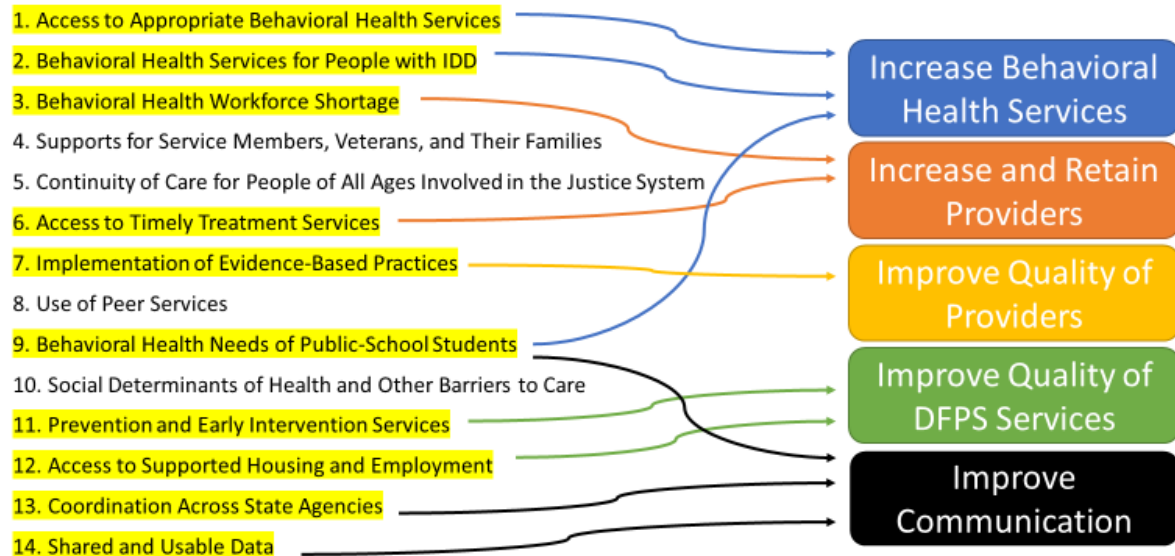 1. Access to Appropriate Behavioral Health Services
2. Behavioral Health Services for People with IDD
3. Behavioral Health Workforce Shortage
4. Supports for Service Members, Veterans, and Their Families
5. Continuity of Care for People of All Ages Involved in the Justice System
6. Access to Timely Treatment Services
7. Implementation of Evidence-Based Practices
8. Use of Peer Services
9. Behavioral Health Needs of Public-School Students
10. Social Determinants of Health and Other Barriers to Care
11. Prevention and Early Intervention Services
12. Access to Supported Housing and Employment
13. Coordination Across State Agencies
14. Shared and Usable Data
Increase Behavioral
Health Services
Increase and Retain
Providers
Improve Quality of
Providers
Improve Quality of
DFPS Services
Improve
Communication